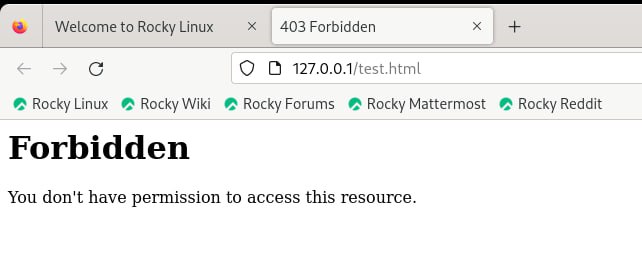 Welcome to Rocky Linux
403 Forbidden
127.0.0.1/test.html
Rocky Linux Rocky Wiki Rocky Forums Rocky Mattermost Rocky Reddit
Forbidden
You don't have permission to access this resource.